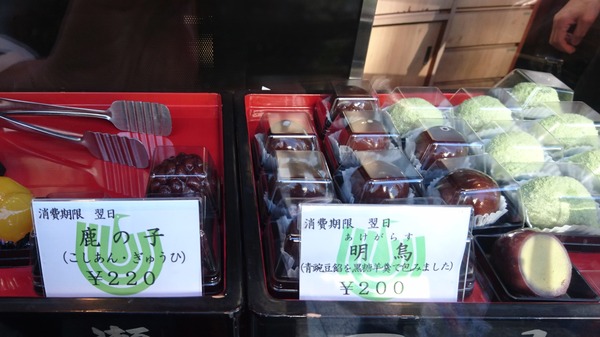 消費期限 翌日
鹿の子
(こしあん・ぎゅうひ)
￥220
消費期限 翌日
あけがらす
明烏
(青豌豆餡を黒糖羊羹で包みました)
￥200